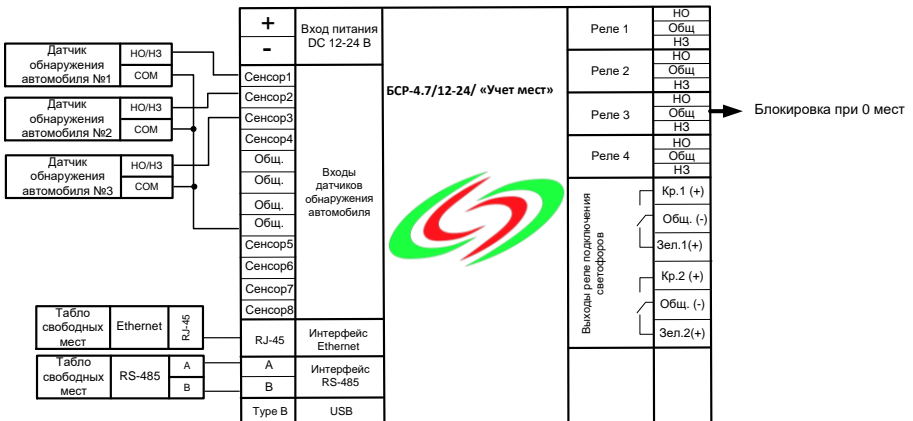 Датчик
обнаружения
автомобиля №1
НО/НЗ
COM
Датчик
обнаружения
автомобиля №2
НО/НЗ
COM
Датчик
обнаружения
автомобиля №3
НО/НЗ
COM
Табло
свободных
мест
Ethernet
RJ-45
Табло
свободных
мест
RS-485
A
B
+
-
Вход питания
DC 12-24 В
Сенсор1
Сенсор2
Сенсор3
Сенсор4
Общ.
Общ.
Общ.
Общ.
Сенсор5
Сенсор6
Сенсор7
Сенсор8
Входы
датчиков
обнаружения
автомобиля
RJ-45
Интерфейс
Ethernet
A
B
Интерфейс
RS-485
Type B
USB
БСР-4.7/12-24/ «Учет мест»
Реле 1
НО
Общ
НЗ
Реле 2
НО
Общ
НЗ
Реле 3
НО
Общ
НЗ
Реле 4
НО
Общ
НЗ
Выходы реле подключения
светофоров
Кр.1 (+)
Общ. (-)
Зел.1(+)
Кр.2 (+)
Общ. (-)
Зел.2(+)
Блокировка при 0 мест